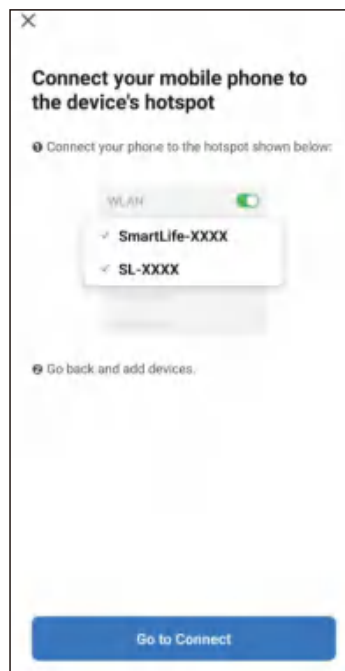 Connect your mobile phone to
the device's hotspot
❶ Connect your phone to the hotspot shown below:
WLAN
✓ SmartLife-XXXX
✓ SL-XXXX
❷ Go back and add devices.
Go to Connect